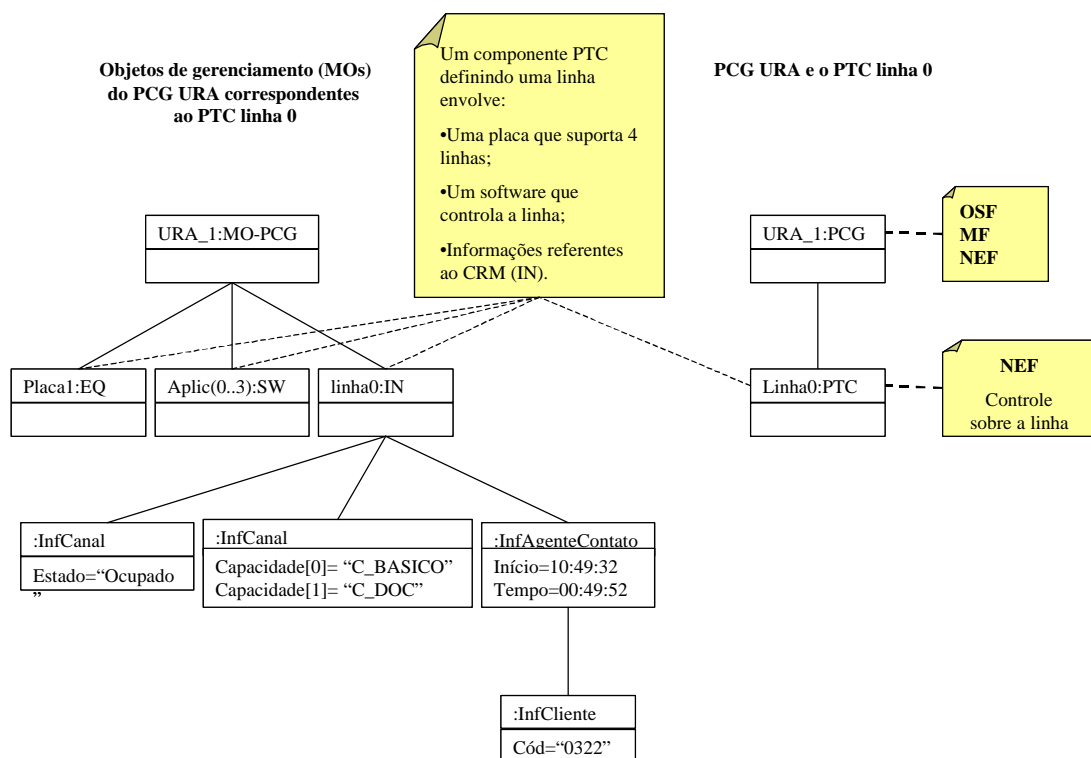 Objetos de gerenciamento (MOs)
do PCG URA correspondentes
ao PTC linha 0
Um componente PTC
definindo uma linha
envolve:
•Uma placa que suporta 4
linhas;
•Um software que
controla a linha;
•Informações referentes
ao CRM (IN).
PCG URA e o PTC linha 0
URA_1:MO-PCG
URA_1:PCG
OSF
MF
NEF
Placa1:EQ
Aplic(0..3):SW
linha0:IN
Linha0:PTC
NEF
Controle
sobre a linha
:InfCanal
Estado=“Ocupado
”
:InfCanal
Capacidade[0]= “C_BASICO”
Capacidade[1]= “C_DOC”
:InfAgenteContato
Início=10:49:32
Tempo=00:49:52
:InfCliente
Cód=“0322”